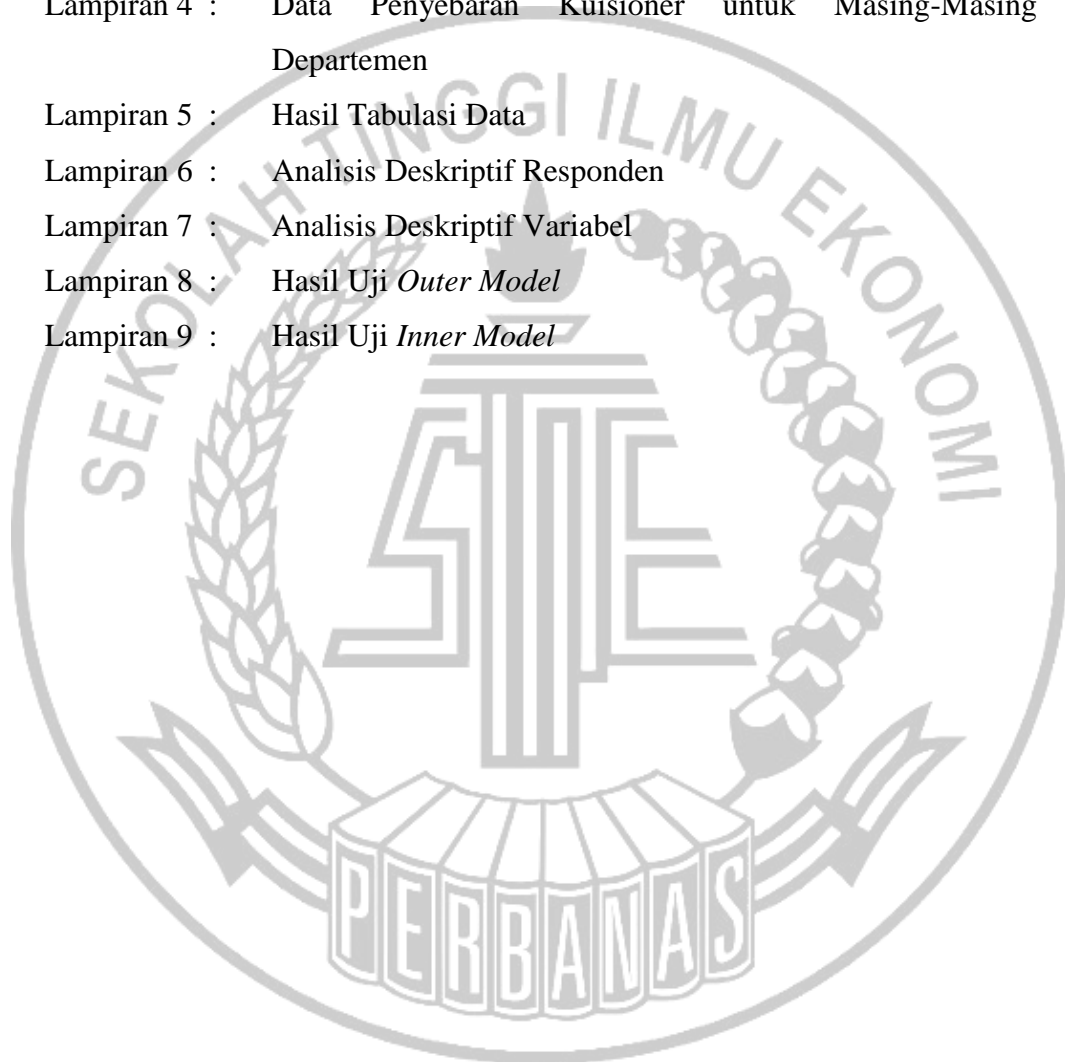 Lampiran 4 : Data Penyebaran Kuisioner untuk Masing-Masing
Departemen
Lampiran 5 : Hasil Tabulasi Data
Lampiran 6 : Analisis Deskriptif Responden
Lampiran 7 : Analisis Deskriptif Variabel
Lampiran 8 : Hasil Uji Outer Model
Lampiran 9 : Hasil Uji Inner Model
SEKOLAH TINGGI ILMU EKONOMI
STIE
PERBANAS